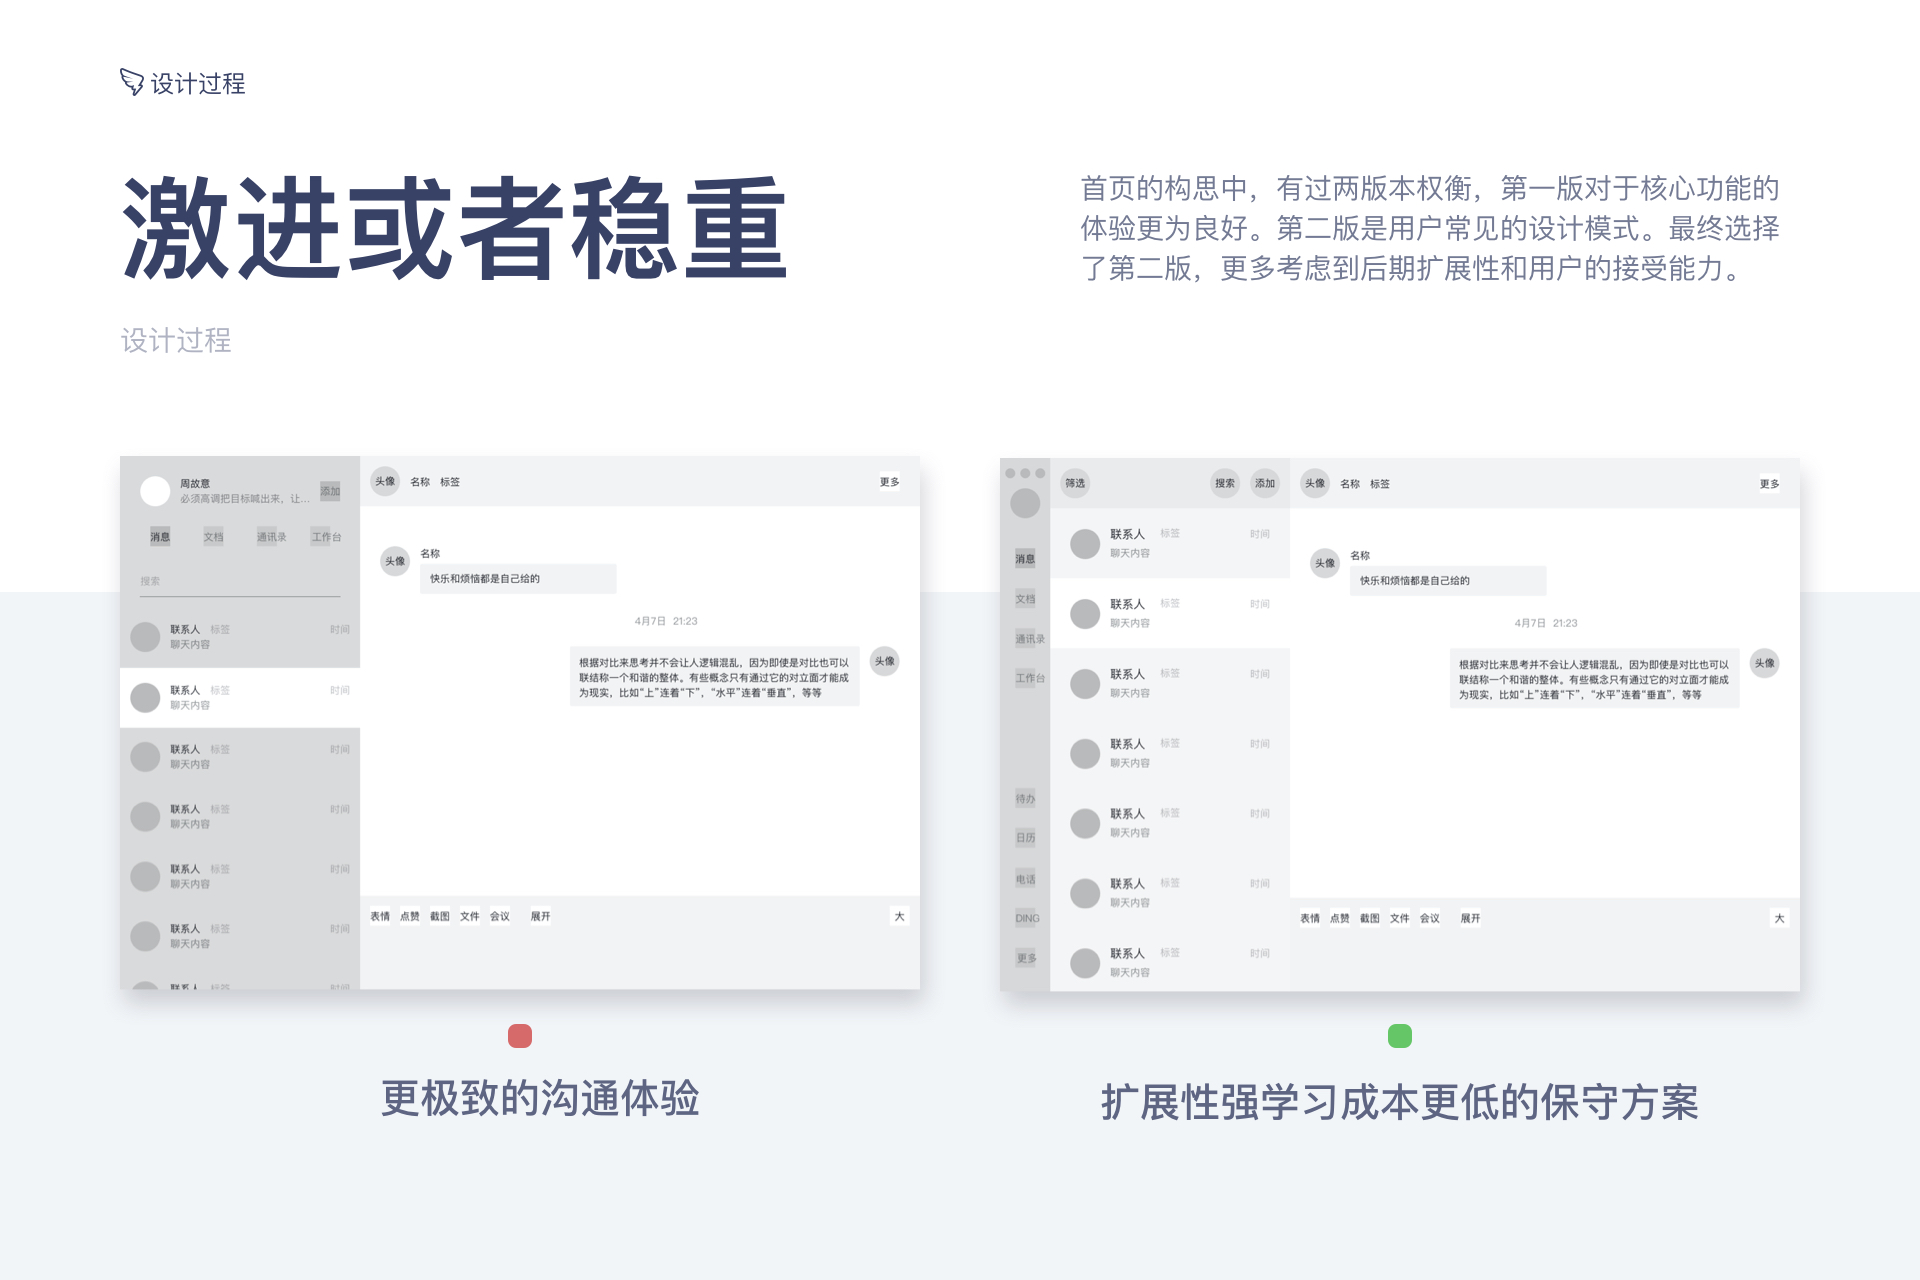 设计过程
激进或者稳重
设计过程
首页的构思中，有过两版本权衡，第一版对于核心功能的
体验更为良好。第二版是用户常见的设计模式。最终选择
了第二版，更多考虑到后期扩展性和用户的接受能力。
周故意
必须高调把目标喊出来，让...
添加
消息 文档 通讯录 工作台
搜索
联系人 标签 时间
聊天内容
联系人 标签 时间
聊天内容
联系人 标签 时间
聊天内容
联系人 标签 时间
聊天内容
联系人 标签 时间
聊天内容
联系人 标签 时间
聊天内容
联系人 标签 时间
头像 名称 标签 更多
名称
头像
快乐和烦恼都是自己给的
4月7日 21:23
根据对比来思考并不会让人逻辑混乱，因为即使是对比也可以
联结称一个和谐的整体。有些概念只有通过它的对立面才能成
为现实，比如“上”连着“下”，“水平”连着“垂直”，等等
头像
表情 点赞 截图 文件 会议 展开 大
更极致的沟通体验
消息
文档
通讯录
工作台
待办
日历
电话
DING
更多
筛选 搜索 添加
联系人 标签 时间
聊天内容
联系人 标签 时间
聊天内容
联系人 标签 时间
聊天内容
联系人 标签 时间
聊天内容
联系人 标签 时间
聊天内容
联系人 标签 时间
聊天内容
联系人 标签 时间
聊天内容
头像 名称 标签 更多
名称
头像
快乐和烦恼都是自己给的
4月7日 21:23
根据对比来思考并不会让人逻辑混乱，因为即使是对比也可以
联结称一个和谐的整体。有些概念只有通过它的对立面才能成
为现实，比如“上”连着“下”，“水平”连着“垂直”，等等
头像
表情 点赞 截图 文件 会议 展开 大
扩展性强学习成本更低的保守方案